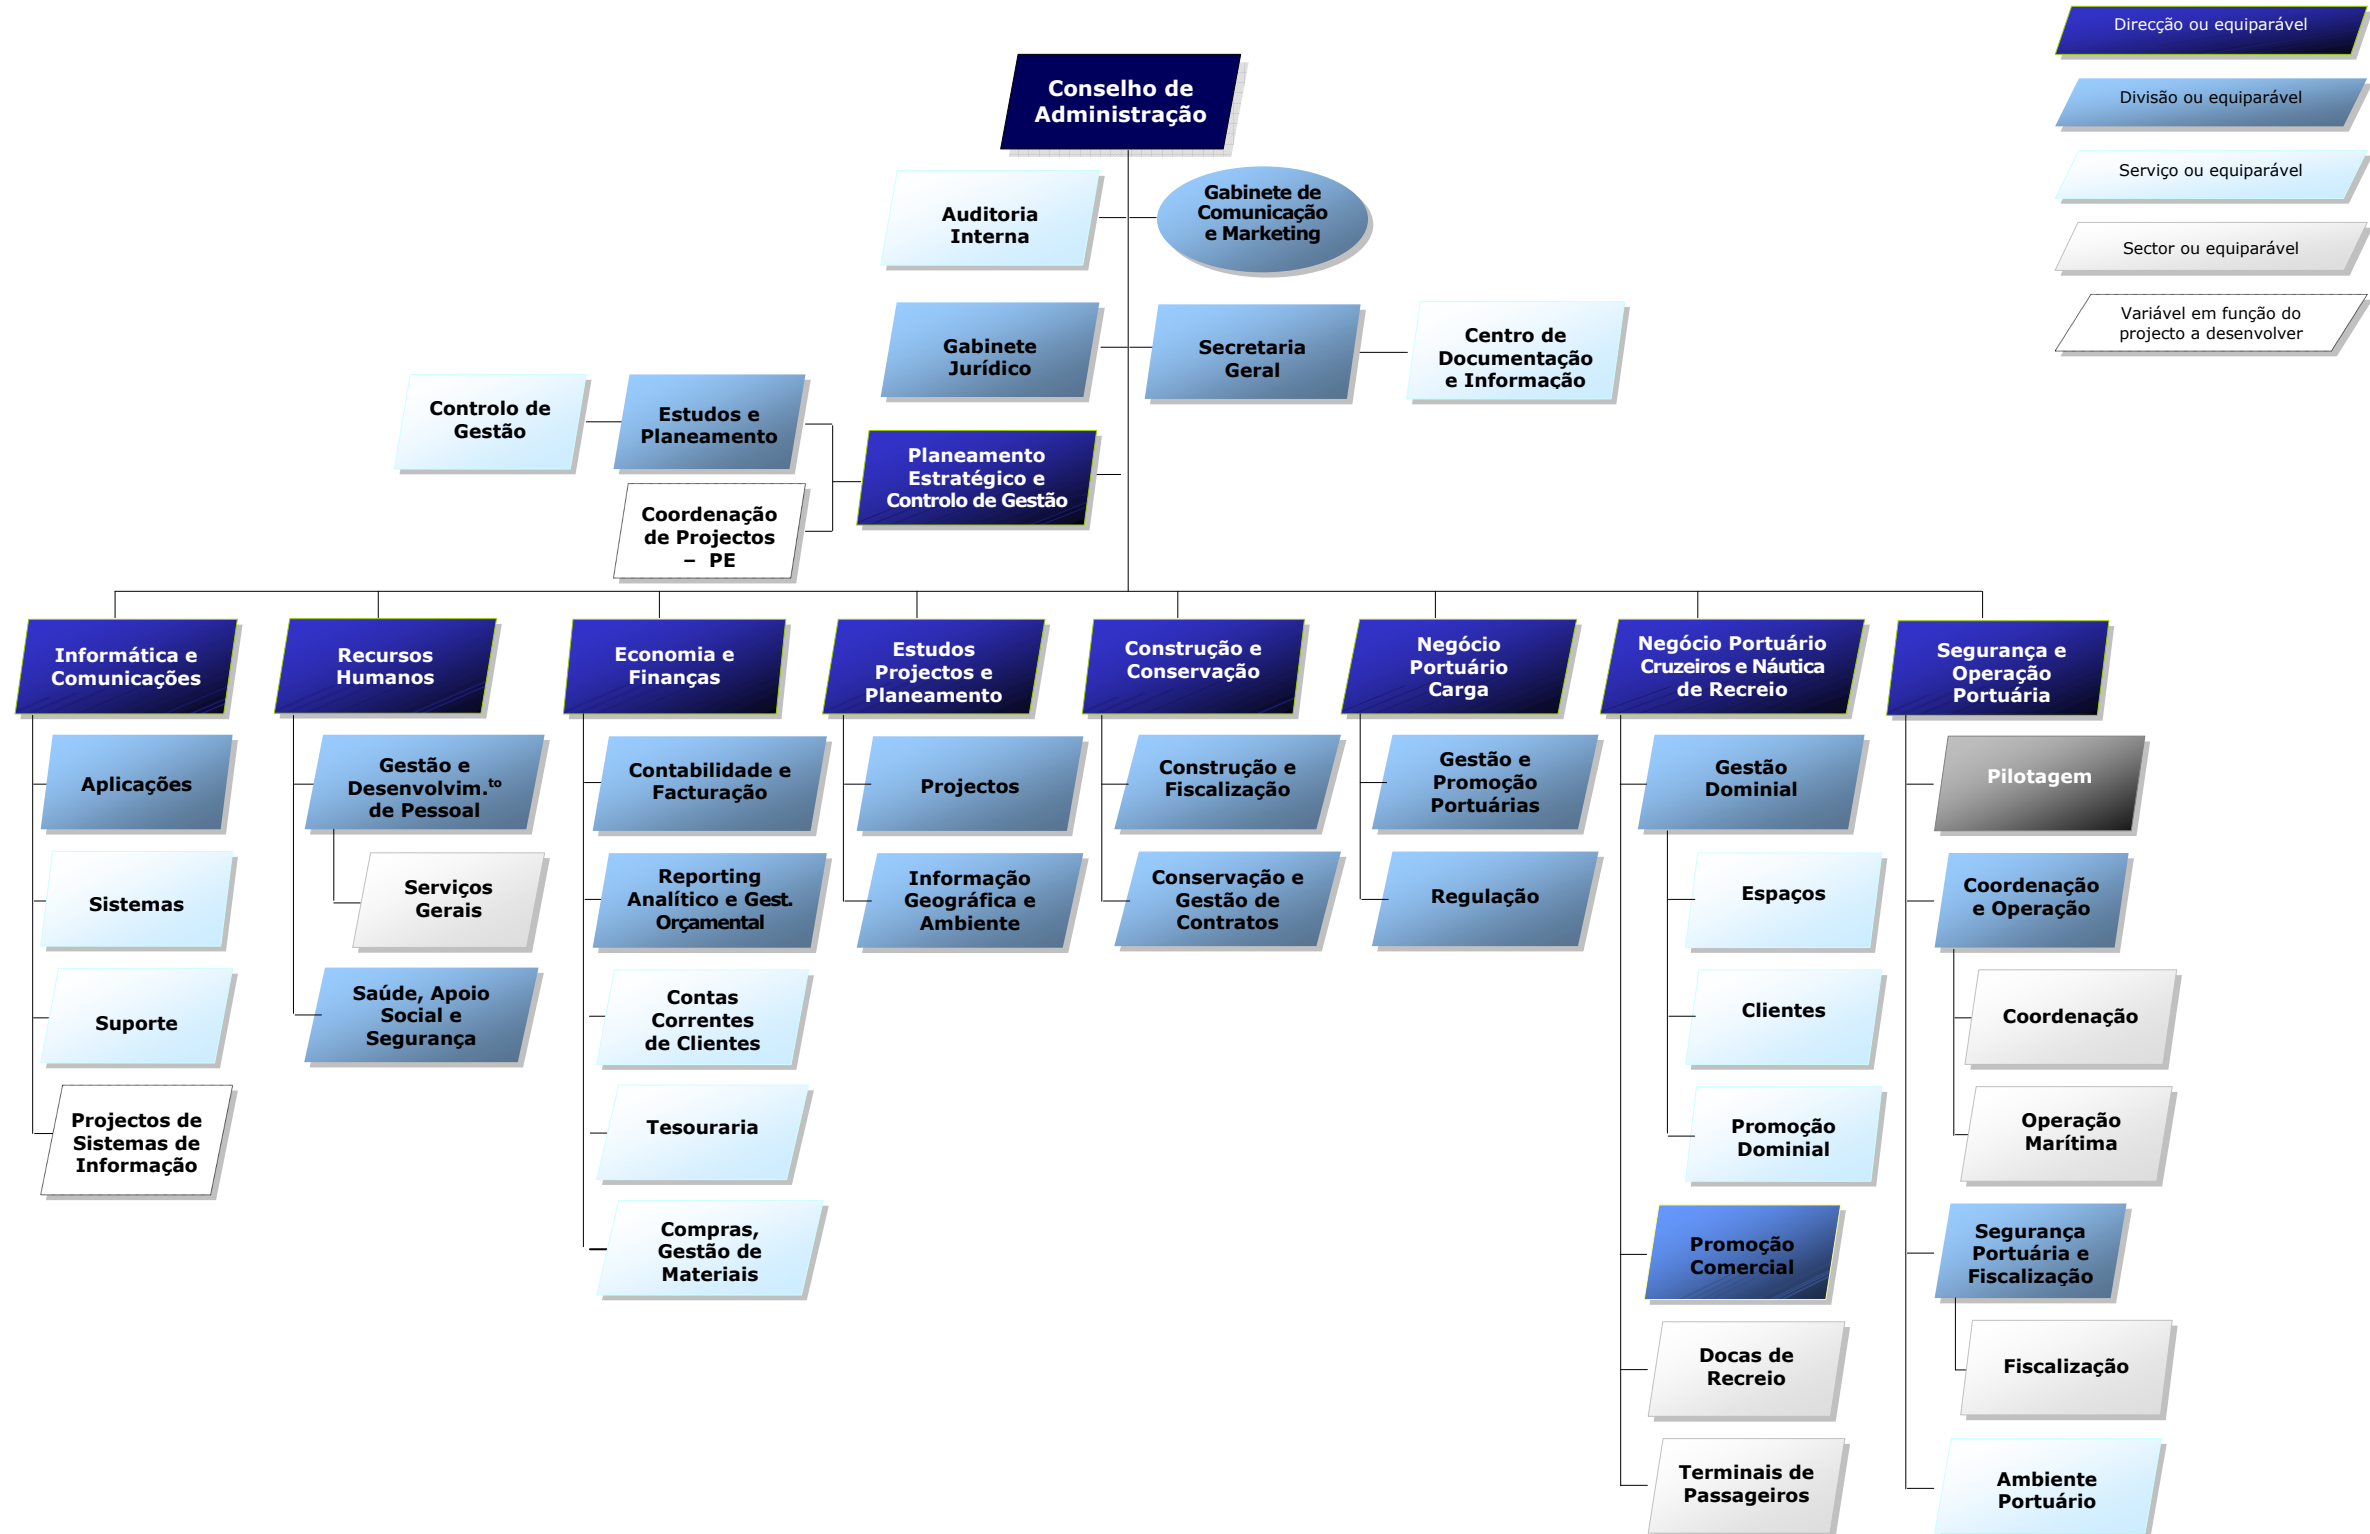 Direcção ou equiparável
Divisão ou equiparável
Serviço ou equiparável
Sector ou equiparável
Variável em função do
projecto a desenvolver
Conselho de
Administração
Auditoria
Interna
Gabinete de
Comunicação
e Marketing
Gabinete
Jurídico
Secretaria
Geral
Centro de
Documentação
e Informação
Controlo de
Gestão
Estudos e
Planeamento
Planeamento
Estratégico e
Controlo de Gestão
Coordenação
de Projectos
– PE
Informática e
Comunicações
Recursos
Humanos
Economia e
Finanças
Estudos
Projectos e
Planeamento
Construção e
Conservação
Negócio
Portuário
Carga
Negócio Portuário
Cruzeiros e Náutica
de Recreio
Segurança e
Operação
Portuária
Aplicações
Gestão e
Desenvolvim.to
de Pessoal
Contabilidade e
Facturação
Projectos
Construção e
Fiscalização
Gestão e
Promoção
Portuárias
Gestão
Dominial
Pilotagem
Sistemas
Serviços
Gerais
Reporting
Analítico e Gest.
Orçamental
Informação
Geográfica e
Ambiente
Conservação e
Gestão de
Contratos
Regulação
Espaços
Coordenação
e Operação
Suporte
Saúde, Apoio
Social e
Segurança
Contas
Correntes
de Clientes
Clientes
Coordenação
Projectos de
Sistemas de
Informação
Tesouraria
Promoção
Dominial
Operação
Marítima
Compras,
Gestão de
Materiais
Promoção
Comercial
Segurança
Portuária e
Fiscalização
Docas de
Recreio
Fiscalização
Terminais de
Passageiros
Ambiente
Portuário